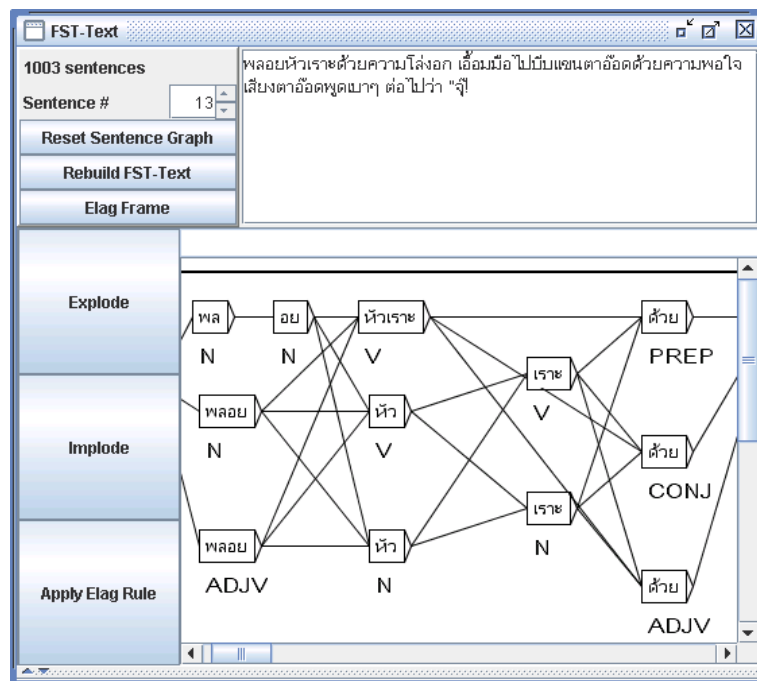 FST-Text
1003 sentences
Sentence # 13
Reset Sentence Graph
Rebuild FST-Text
Elag Frame
พลอยหัวเราะด้วยความโล่งอก เอื้อมมือไปบีบแขนตาอ๊อดด้วยความพอใจ
เสียงตาอ๊อดพูดเบาๆ ต่อไปว่า "จุ๊!
Explode
Implode
Apply Elag Rule
พล อย หัวเราะ ด้วย
N N V PREP
เราะ
V
พลอย หัว ด้วย
N V CONJ
เราะ
N
พลอย หัว ด้วย
ADJV N ADJV